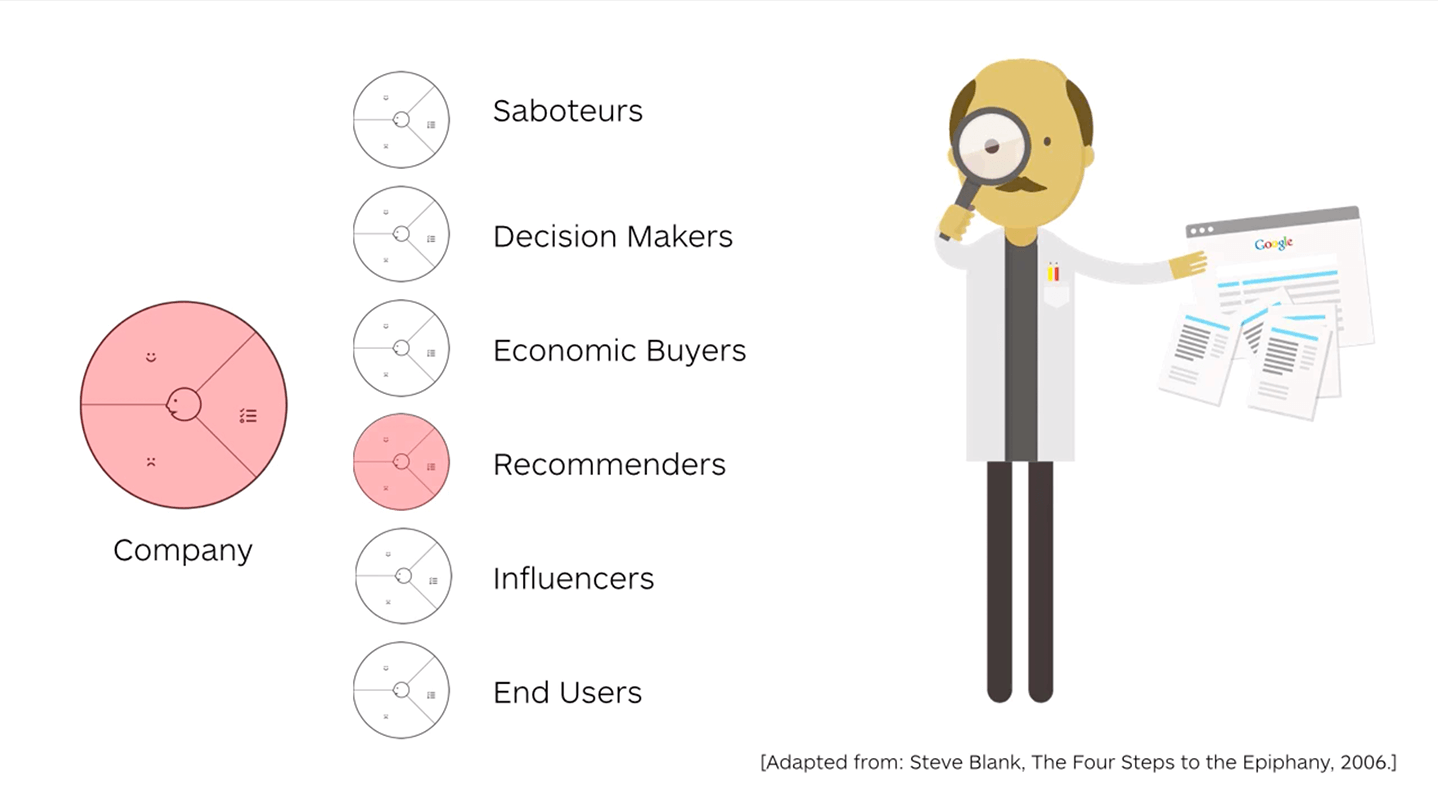 Saboteurs
Decision Makers
Economic Buyers
Recommenders
Influencers
End Users
Company
Google
[Adapted from: Steve Blank, The Four Steps to the Epiphany, 2006.]